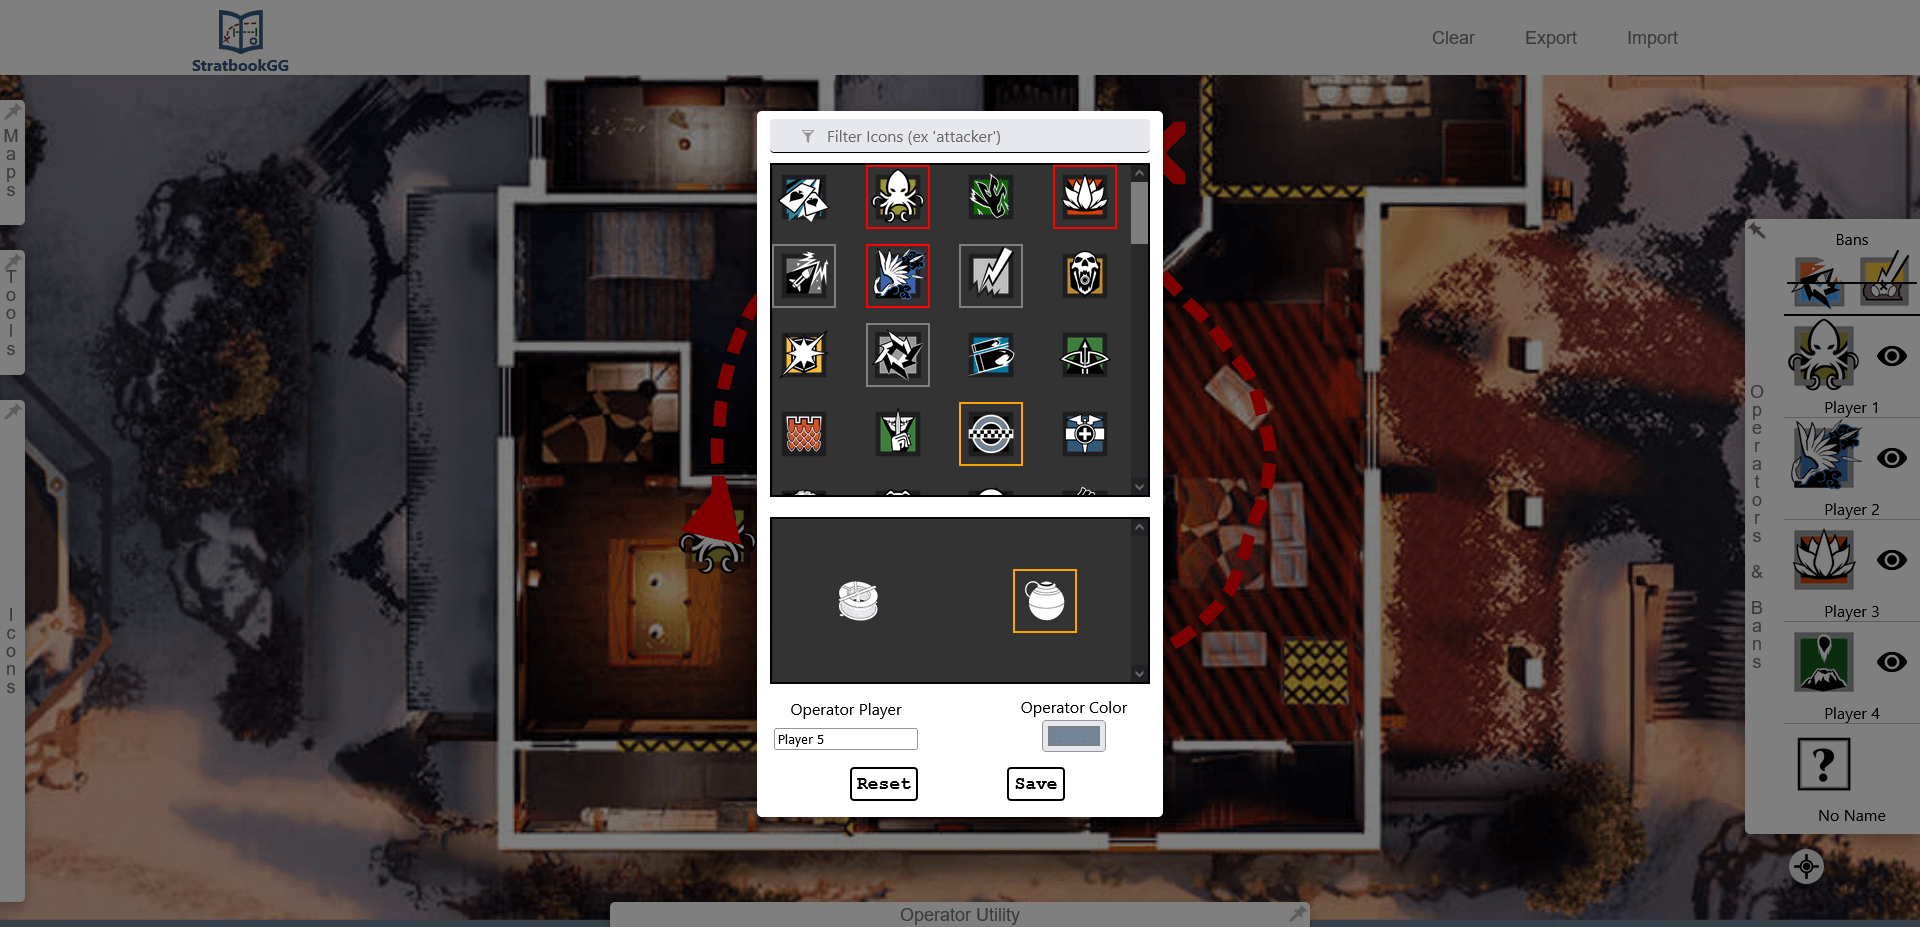 StratbookGG
Clear
Export
Import
Maps
Tools
Icons
Filter Icons (ex 'attacker')
Operator Player
Player 5
Operator Color
Reset
Save
Operators & Bans
Bans
Player 1
Player 2
Player 3
Player 4
?
No Name
Operator Utility